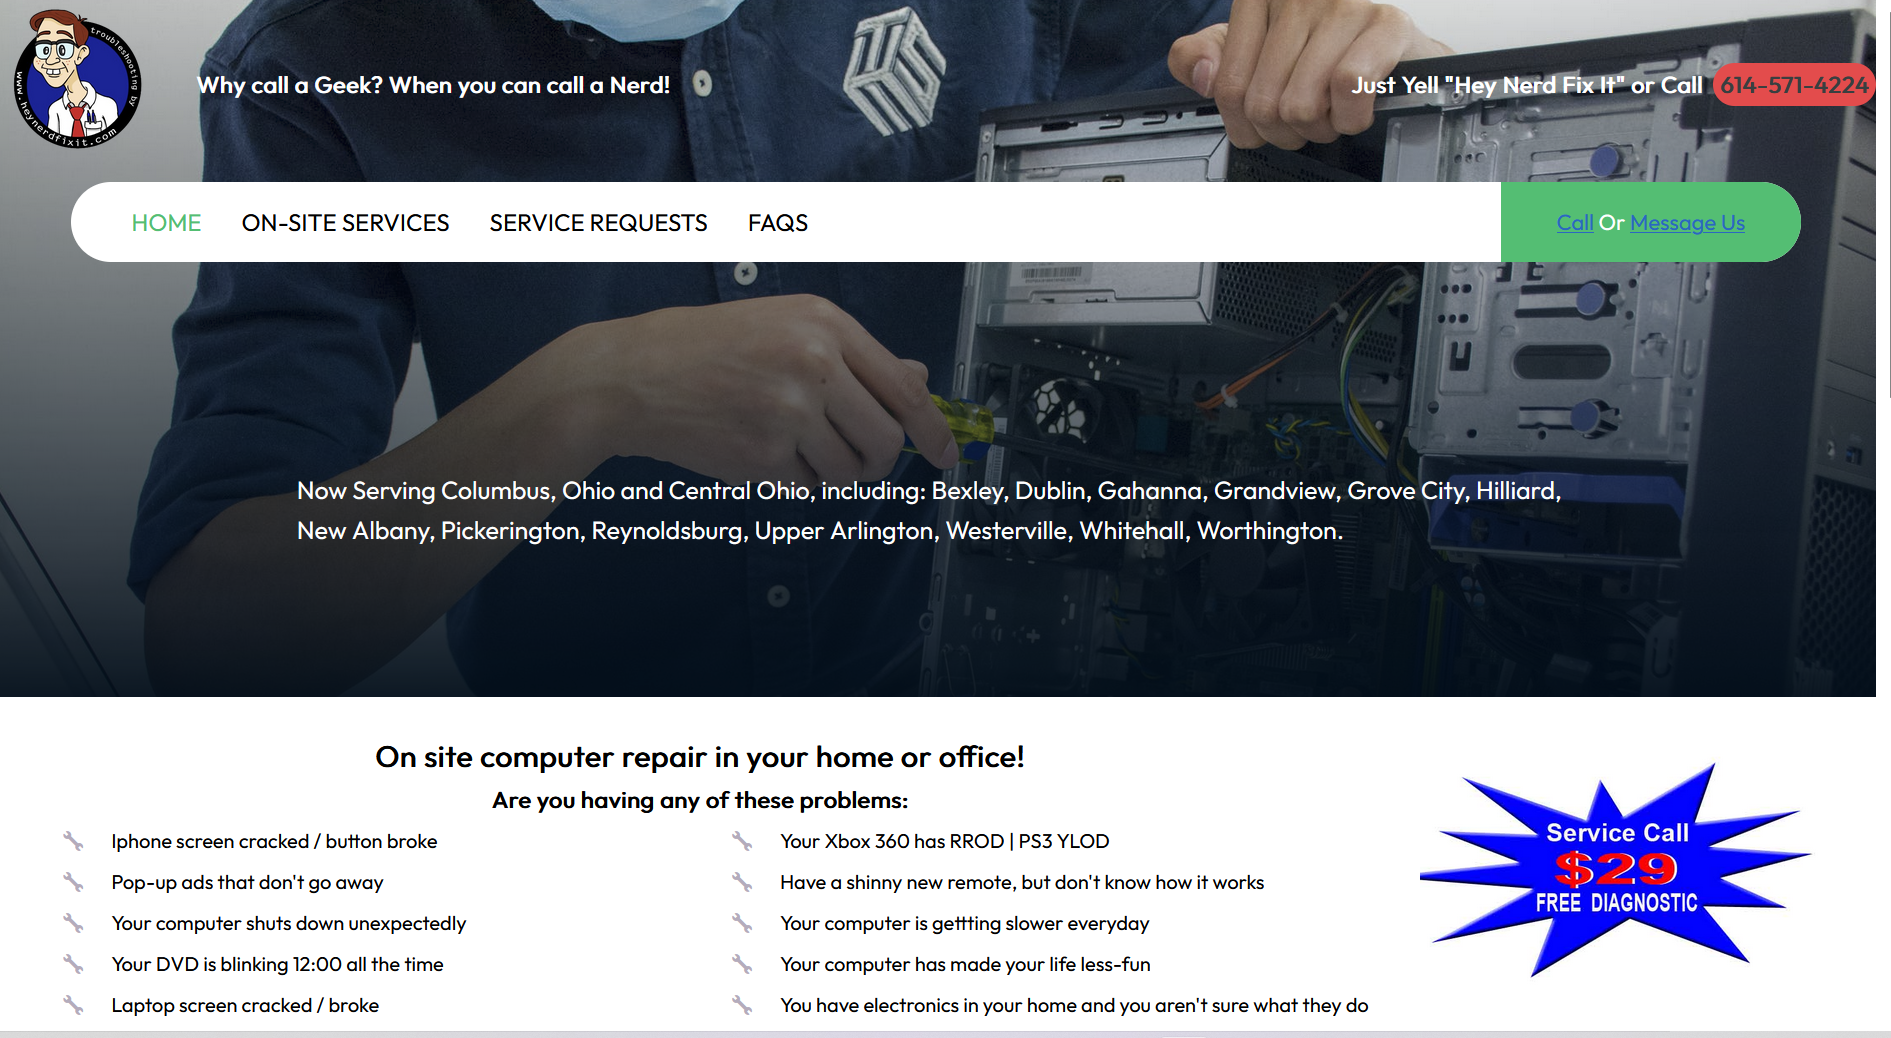 troubleshooting by
www.heynerdfixit.com
Why call a Geek? When you can call a Nerd!
Just Yell "Hey Nerd Fix It" or Call 614-571-4224
HOME ON-SITE SERVICES SERVICE REQUESTS FAQS
Call Or Message Us
Now Serving Columbus, Ohio and Central Ohio, including: Bexley, Dublin, Gahanna, Grandview, Grove City, Hilliard,
New Albany, Pickerington, Reynoldsburg, Upper Arlington, Westerville, Whitehall, Worthington.
On site computer repair in your home or office!
Are you having any of these problems:
Iphone screen cracked / button broke
Pop-up ads that don't go away
Your computer shuts down unexpectedly
Your DVD is blinking 12:00 all the time
Laptop screen cracked / broke
Your Xbox 360 has RROD | PS3 YLOD
Have a shinny new remote, but don't know how it works
Your computer is gettting slower everyday
Your computer has made your life less-fun
You have electronics in your home and you aren't sure what they do
Service Call
$29
FREE DIAGNOSTIC